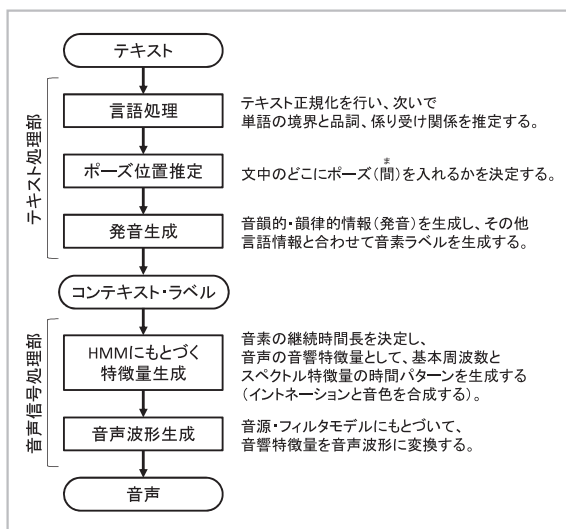 テキスト
テキスト処理部
言語処理
テキスト正規化を行い、次いで
単語の境界と品詞、係り受け関係を推定する。
ポーズ位置推定
ま
文中のどこにポーズ(間)を入れるかを決定する。
発音生成
音韻的・韻律的情報(発音)を生成し、その他
言語情報と合わせて音素ラベルを生成する。
コンテキスト・ラベル
音声信号処理部
HMMにもとづく
特徴量生成
音素の継続時間長を決定し、
音声の音響特徴量として、基本周波数と
スペクトル特徴量の時間パターンを生成する
(イントネーションと音色を合成する)。
音声波形生成
音源・フィルタモデルにもとづいて、
音響特徴量を音声波形に変換する。
音声